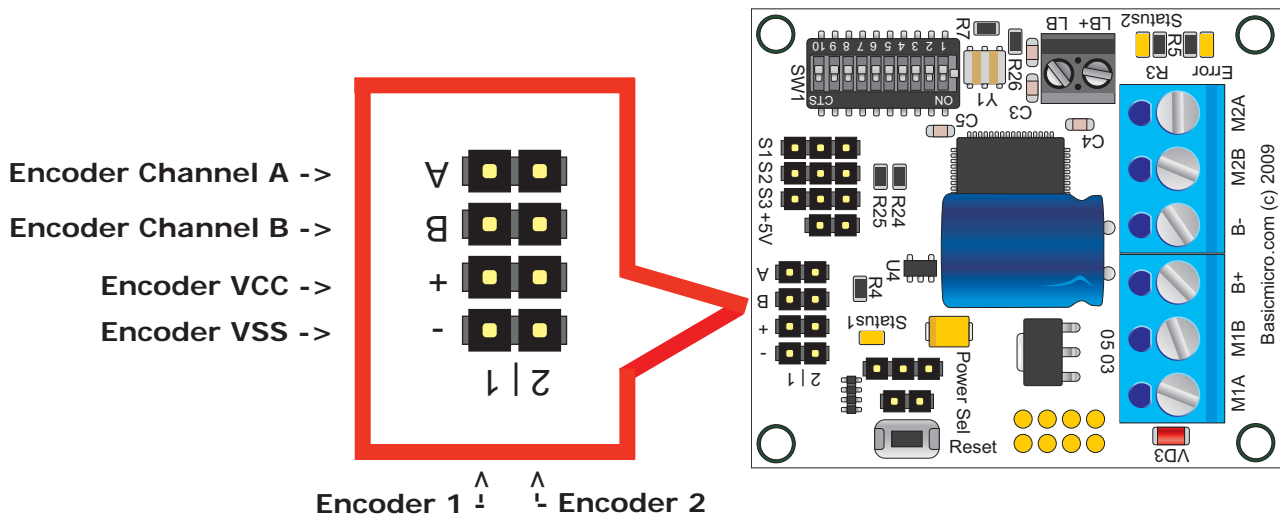 Encoder Channel A ->
Encoder Channel B ->
Encoder VCC ->
Encoder VSS ->
A
B
+
-
1 | 2
Encoder 1
Encoder 2
SW1
10 9 8 7 6 5 4 3 2 1
CTS
ON
R7
R26
Y1
C3
C5
C4
LB
LB+
Status2
R5
R3
Error
S1 S2 S3 +5V
R25
R24
U4
A
B
+
-
1 | 2
R4
Status1
Power Sel
Reset
0503
M2A
M2B
B-
B+
M1B
M1A
VD3
Basicmicro.com (c) 2009